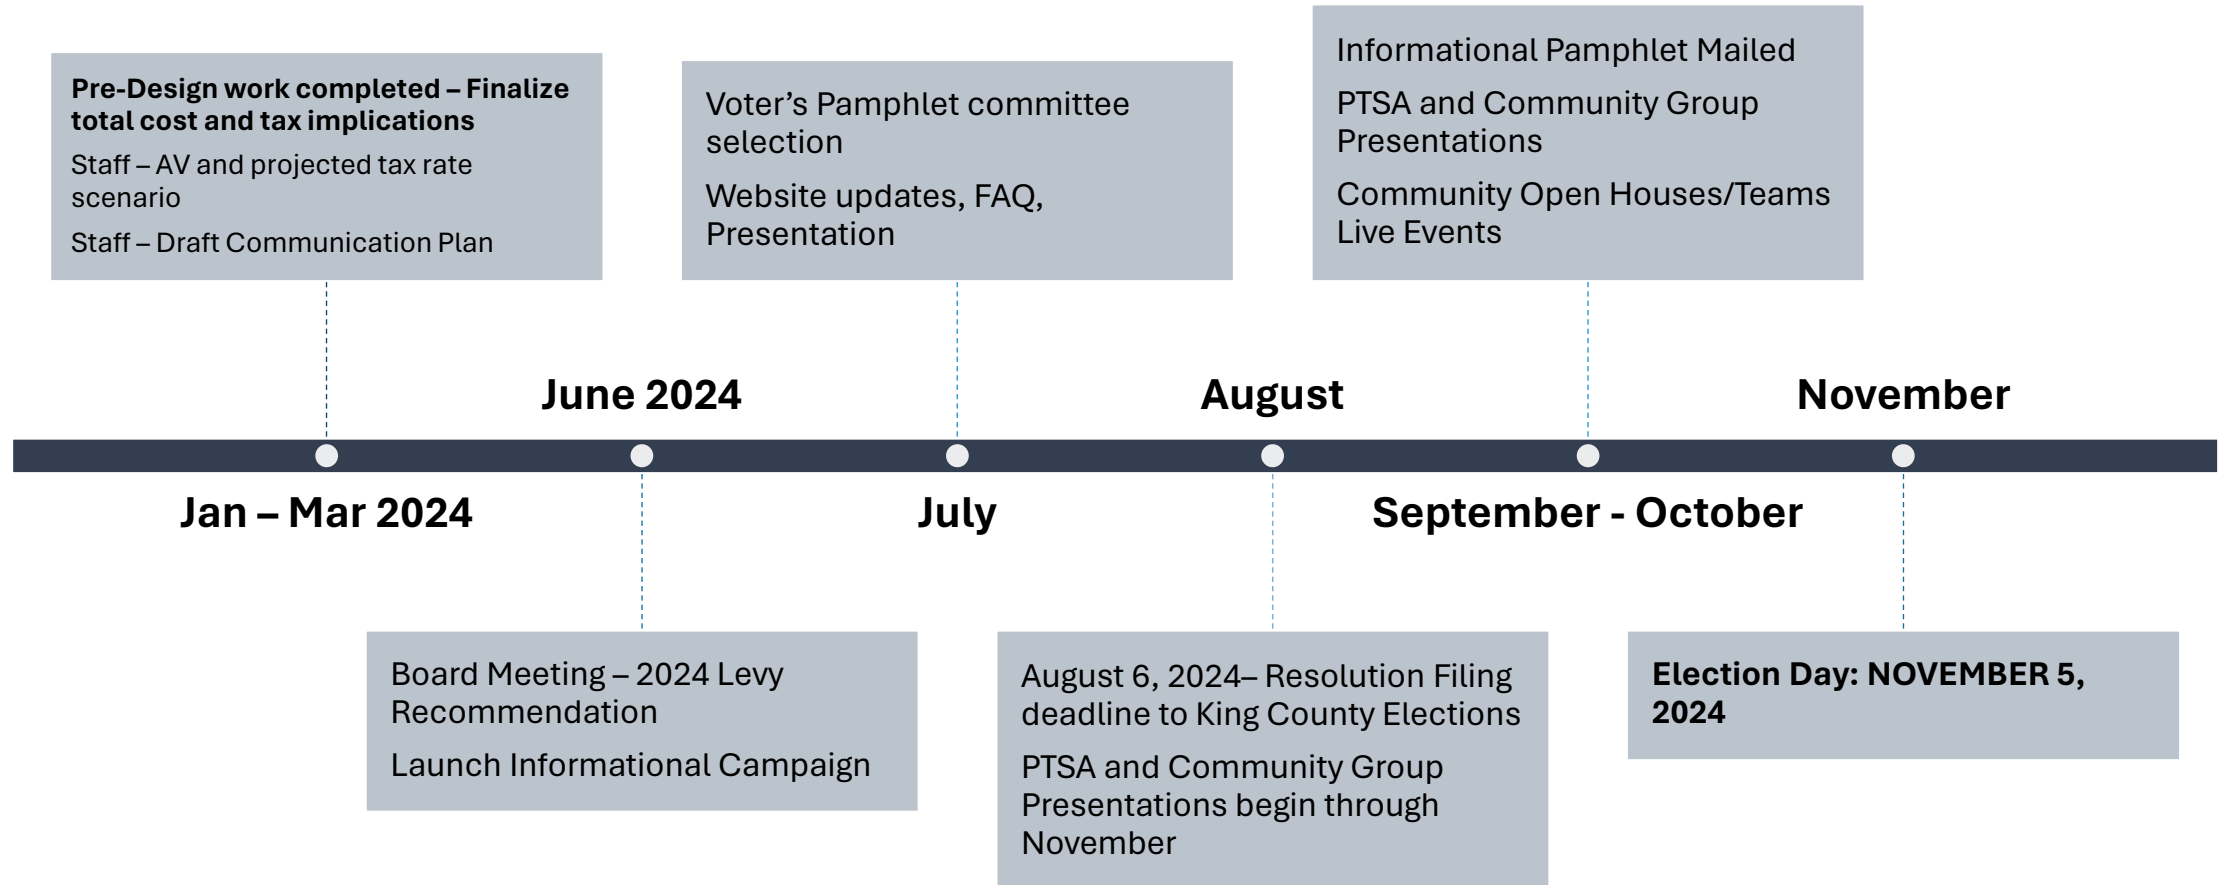 Pre-Design work completed – Finalize
total cost and tax implications
Staff – AV and projected tax rate
scenario
Staff – Draft Communication Plan
Voter’s Pamphlet committee
selection
Website updates, FAQ,
Presentation
Informational Pamphlet Mailed
PTSA and Community Group
Presentations
Community Open Houses/Teams
Live Events
June 2024
August
November
Jan – Mar 2024
July
September - October
Board Meeting – 2024 Levy
Recommendation
Launch Informational Campaign
August 6, 2024– Resolution Filing
deadline to King County Elections
PTSA and Community Group
Presentations begin through
November
Election Day: NOVEMBER 5,
2024